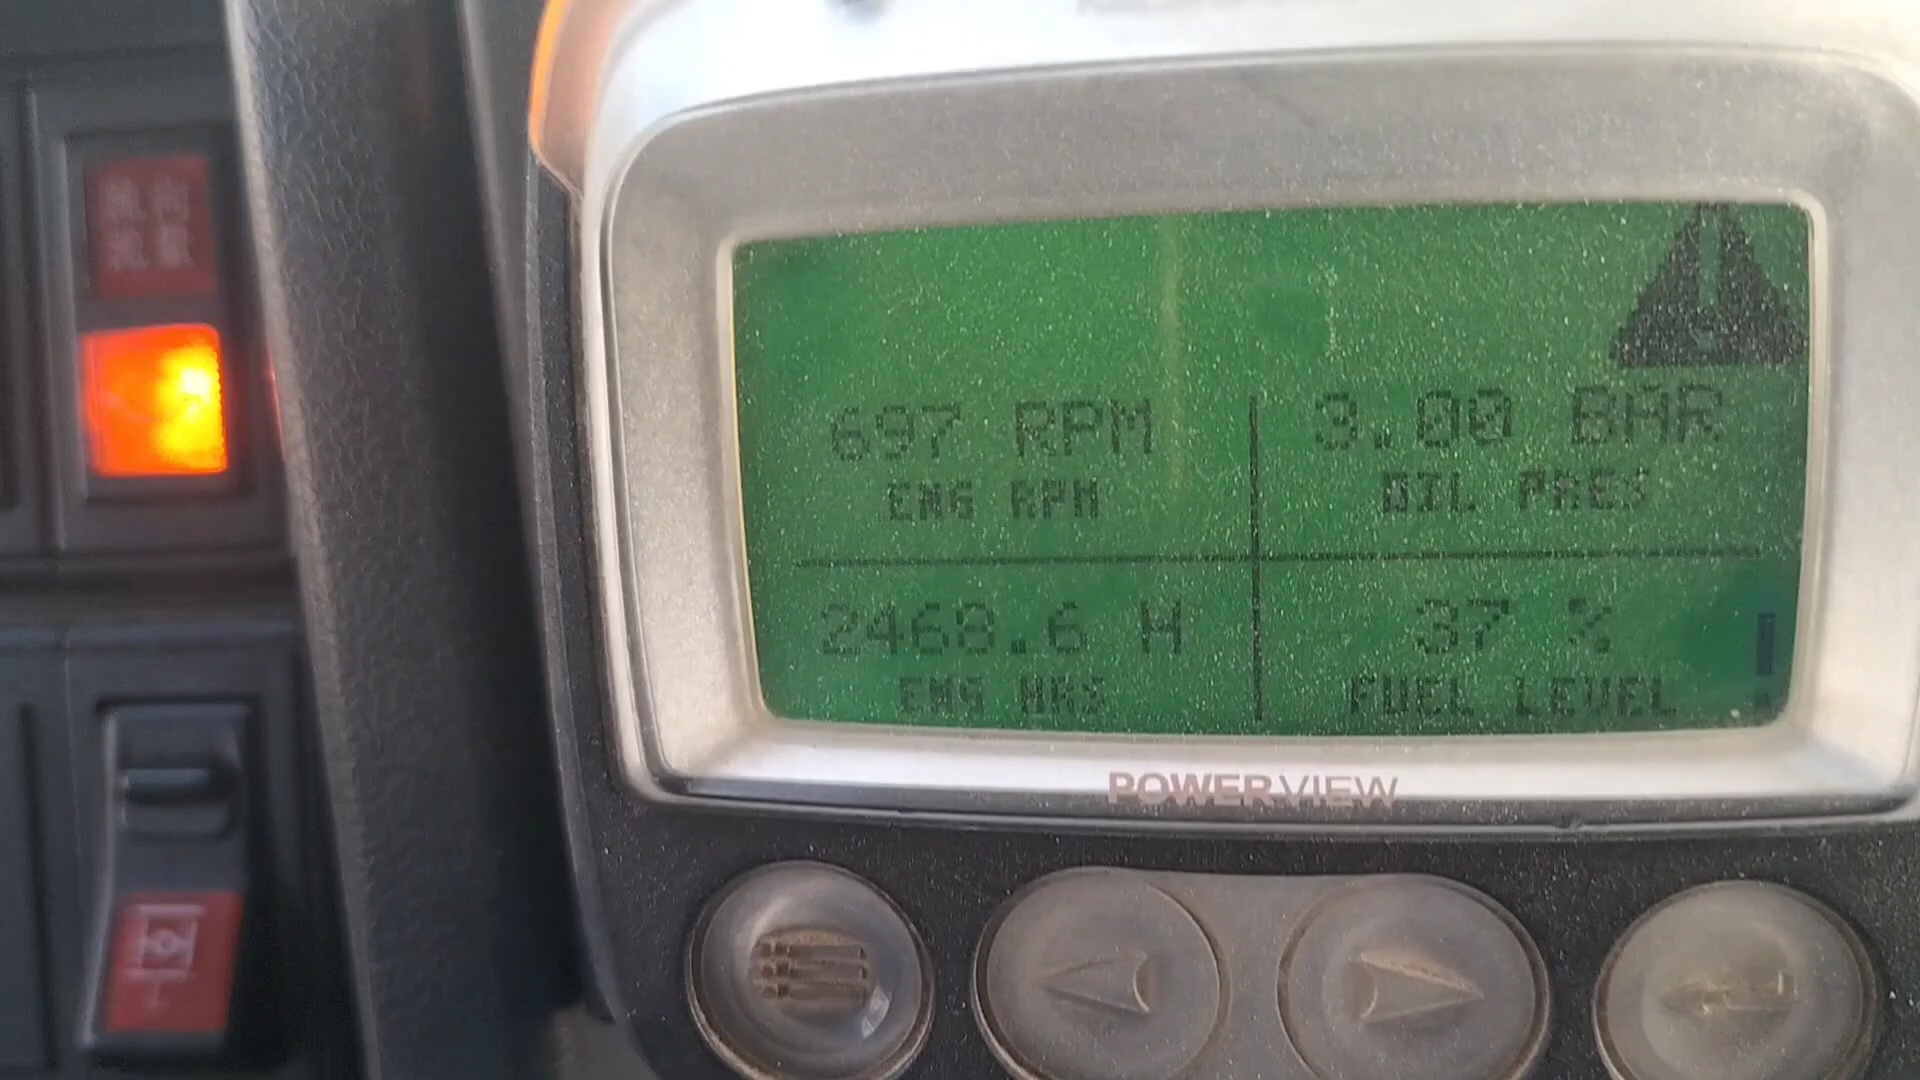 697 RPM
ENG RPM
3.00 BAR
OIL PRES
2468.6 H
ENG HRS
37 %
FUEL LEVEL
POWERVIEW